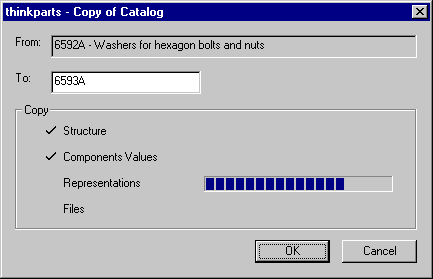 thinkparts - Copy of Catalog
From: 6592A - Washers for hexagon bolts and nuts
To: 6593A
Copy
Structure
Components Values
Representations
Files
OK Cancel